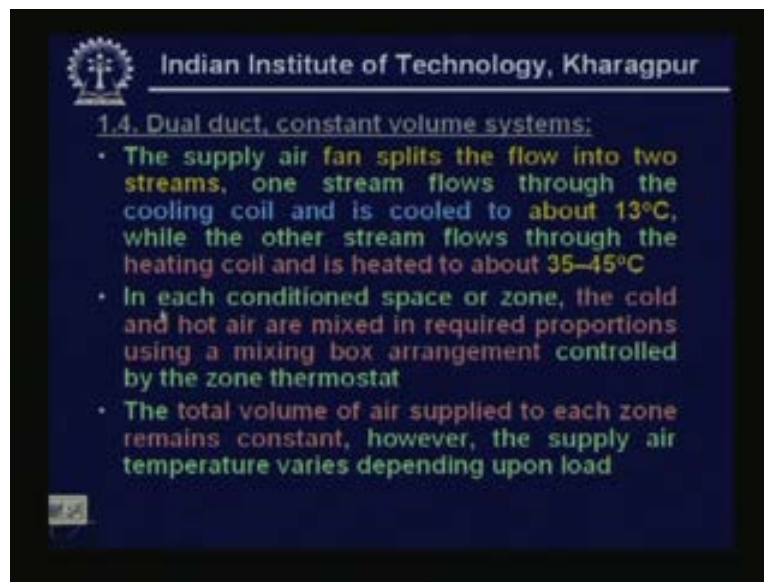 Indian Institute of Technology, Kharagpur
1.4. Dual duct, constant volume systems:
• The supply air fan splits the flow into two
streams, one stream flows through the
cooling coil and is cooled to about 13°C,
while the other stream flows through the
heating coil and is heated to about 35–45°C
• In each conditioned space or zone, the cold
and hot air are mixed in required proportions
using a mixing box arrangement controlled
by the zone thermostat
• The total volume of air supplied to each zone
remains constant, however, the supply air
temperature varies depending upon load